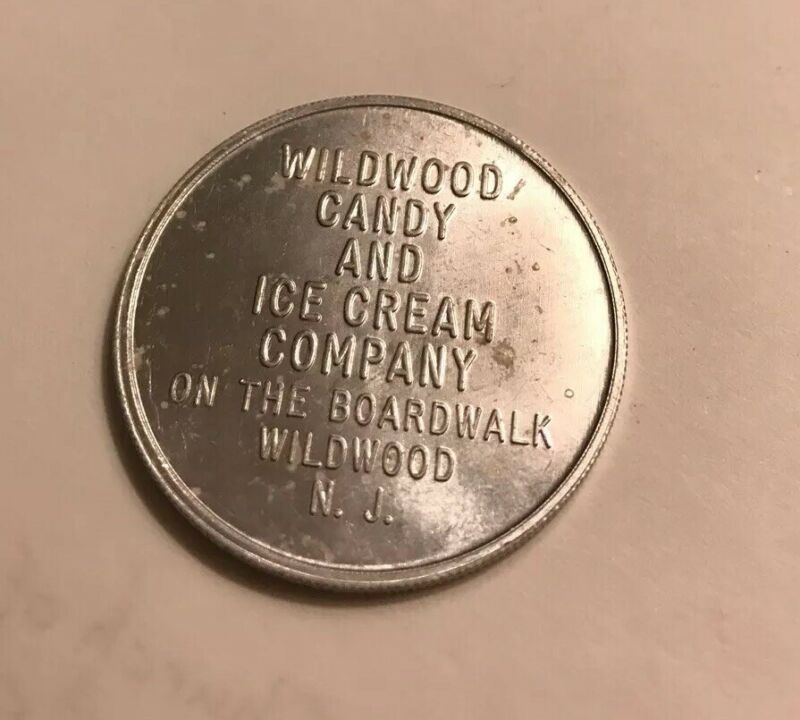 WILDWOOD
CANDY
AND
ICE CREAM
COMPANY
ON THE BOARDWALK
WILDWOOD
N. J.